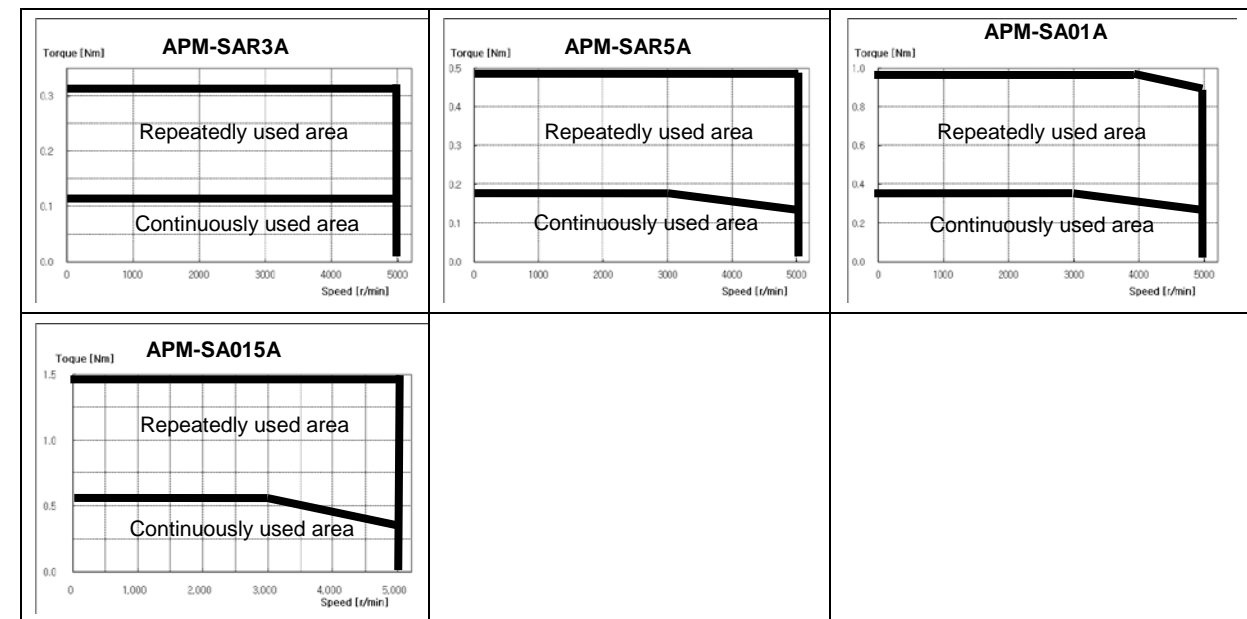 APM-SAR3A
Torque [Nm]
0.3
Repeatedly used area
0.2
0.1
Continuously used area
0.0
0 1000 2000 3000 4000 5000
Speed [r/min]
APM-SAR5A
Torque [Nm]
0.5
0.4
Repeatedly used area
0.3
0.2
Continuously used area
0.1
0.0
0 1000 2000 3000 4000 5000
Speed [r/min]
APM-SA01A
Torque [Nm]
1.0
0.8
Repeatedly used area
0.6
0.4
Continuously used area
0.2
0.0
0 1000 2000 3000 4000 5000
Speed [r/min]
APM-SA015A
Toque [Nm]
1.5
Repeatedly used area
1.0
0.5
Continuously used area
0.0
0 1,000 2,000 3,000 4,000 5,000
Speed [r/min]